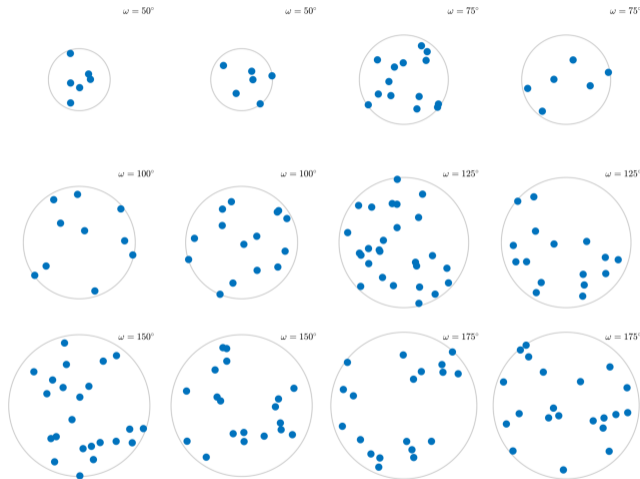 ω = 50°
ω = 50°
ω = 75°
ω = 75°
ω = 100°
ω = 100°
ω = 125°
ω = 125°
ω = 150°
ω = 150°
ω = 175°
ω = 175°